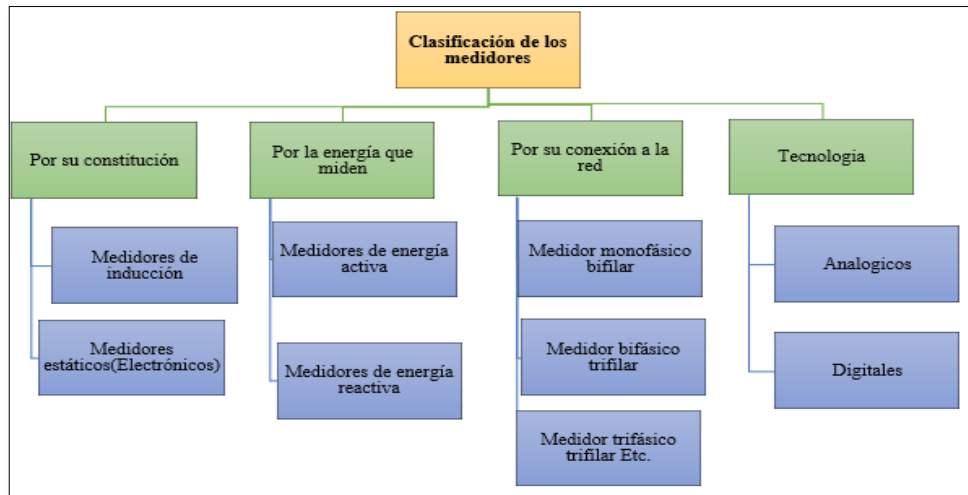 Clasificación de los
medidores
Por su constitución
Medidores de
inducción
Medidores
estáticos(Electrónicos)
Por la energía que
miden
Medidores de energía
activa
Medidores de energía
reactiva
Por su conexión a la
red
Medidor monofásico
bifilar
Medidor bifásico
trifilar
Medidor trifásico
trifilar Etc.
Tecnologia
Analogicos
Digitales